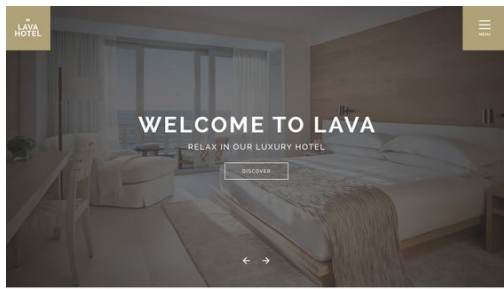 LAVA
HOTEL
MENU
WELCOME TO LAVA
RELAX IN OUR LUXURY HOTEL
DISCOVER